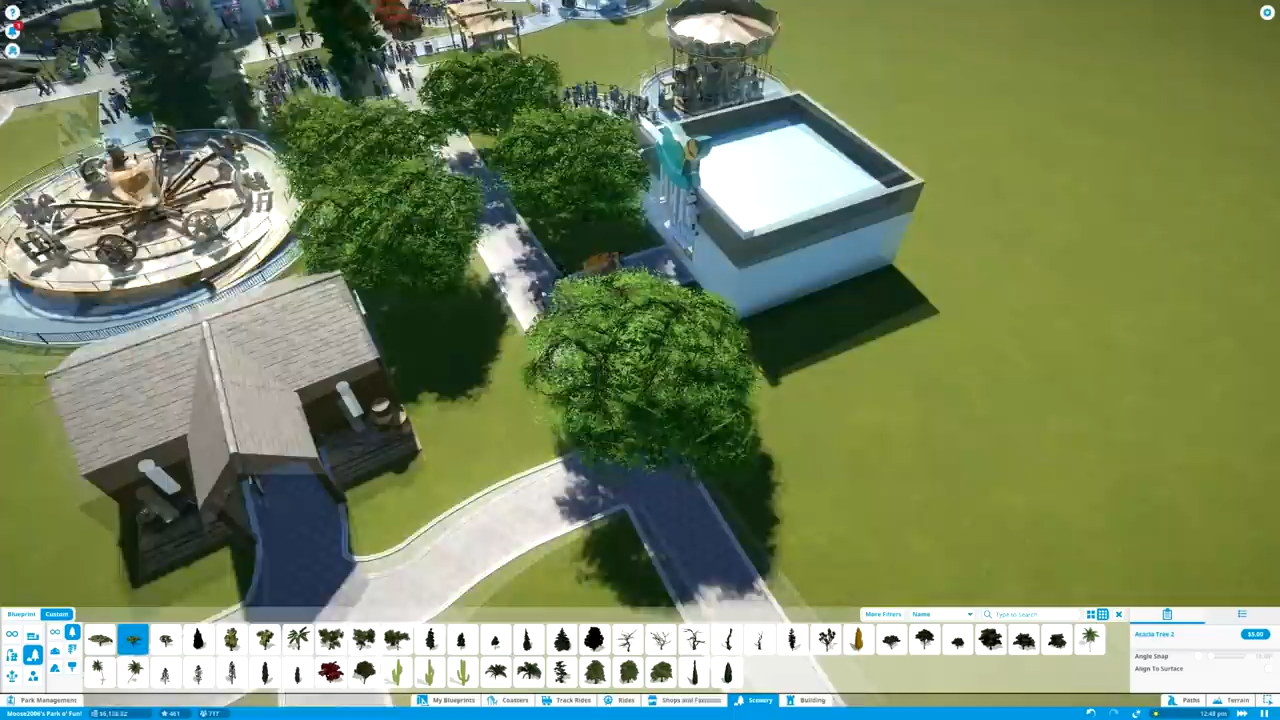 Blueprint Custom
More Filters Name Type to Search
Acacia Tree 2 $5.00
Angle Snap
Align To Surface
Park Management My Blueprints Coasters Track Rides Rides Shops and Facilities Scenery Building Paths Terrain
Moose2006's Park o' Fun! 12:48 pm